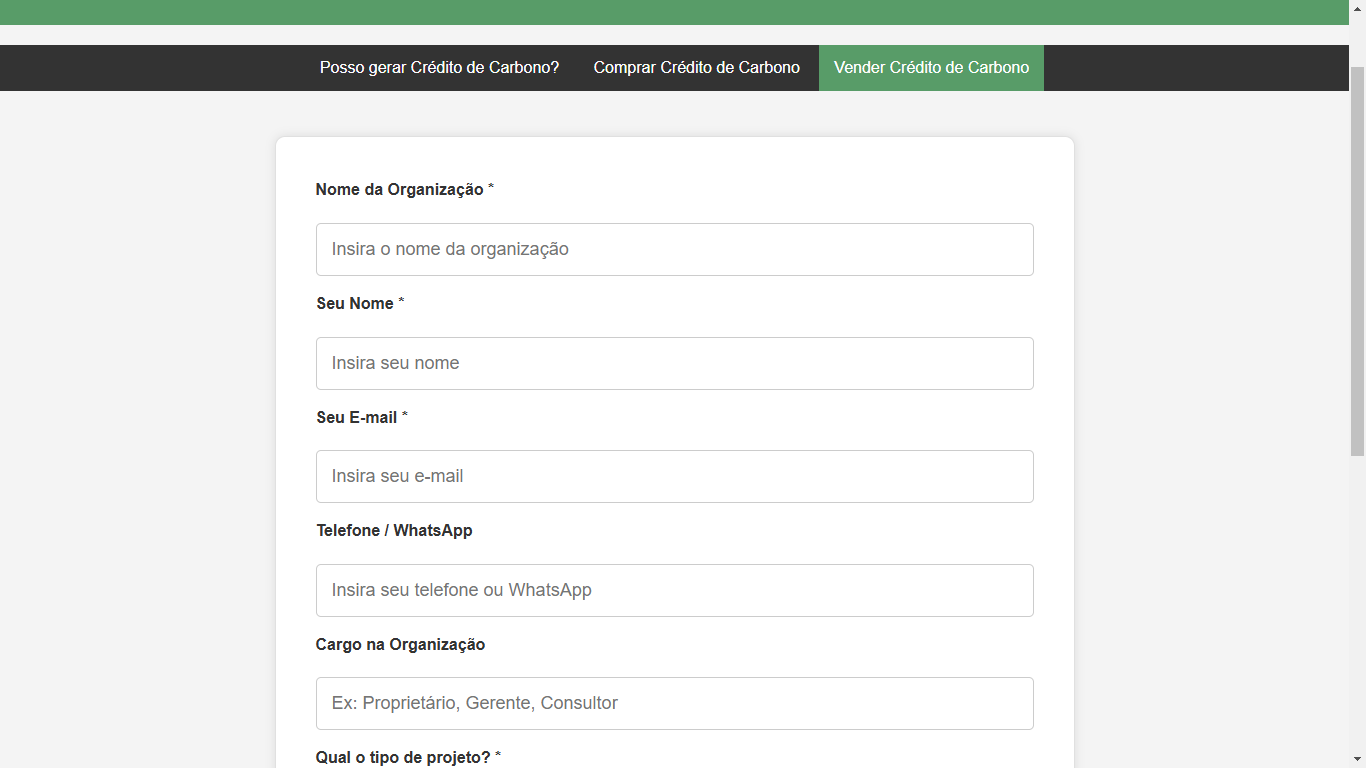 Posso gerar Crédito de Carbono? Comprar Crédito de Carbono Vender Crédito de Carbono
Nome da Organização *
Insira o nome da organização
Seu Nome *
Insira seu nome
Seu E-mail *
Insira seu e-mail
Telefone / WhatsApp
Insira seu telefone ou WhatsApp
Cargo na Organização
Ex: Proprietário, Gerente, Consultor
Qual o tipo de projeto? *